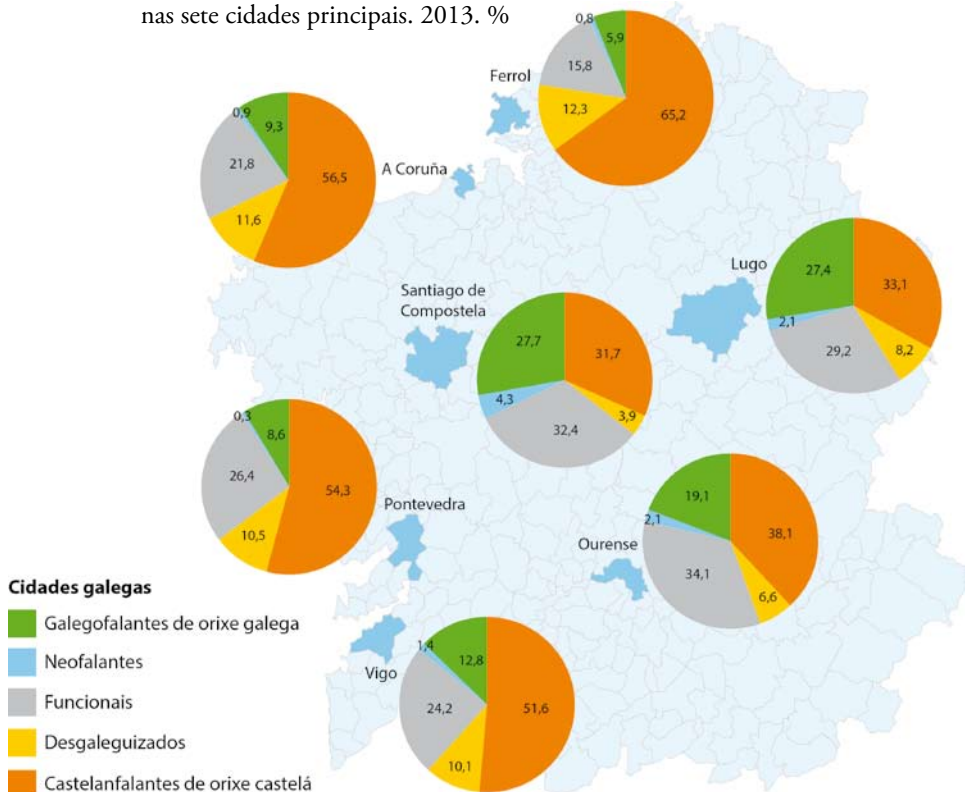 nas sete cidades principais. 2013. %
0,8
5,9
15,8
Ferrol
12,3
65,2
0,9
9,3
21,8
A Coruña
56,5
11,6
Lugo
27,4
33,1
2,1
8,2
29,2
Santiago de
Compostela
27,7
31,7
4,3
3,9
32,4
0,3
8,6
26,4
54,3
Pontevedra
10,5
19,1
2,1
38,1
Ourense
34,1
6,6
Vigo
1,4
12,8
24,2
51,6
10,1
Cidades galegas
Galegofalantes de orixe galega
Neofalantes
Funcionais
Desgaleguizados
Castelanfalantes de orixe castelá